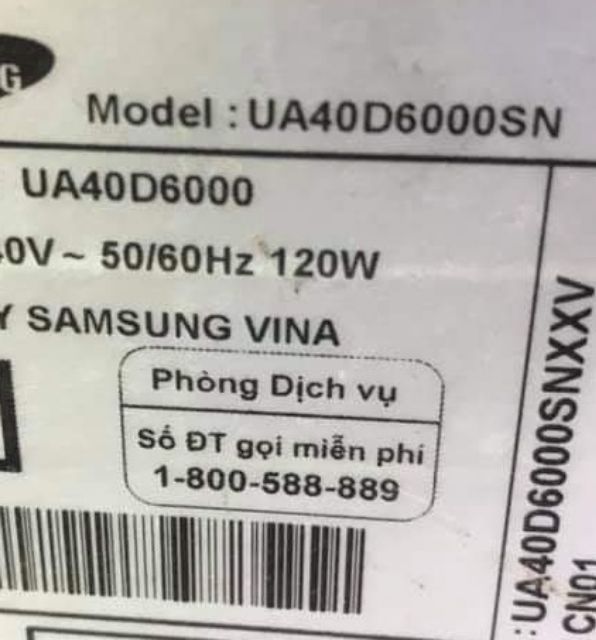 G
Model : UA40D6000SN
UA40D6000
0V ~ 50/60Hz 120W
Y SAMSUNG VINA
Phòng Dịch vụ
Số ĐT gọi miễn phí
1-800-588-889
: UA40D6000SNXXV
CN01